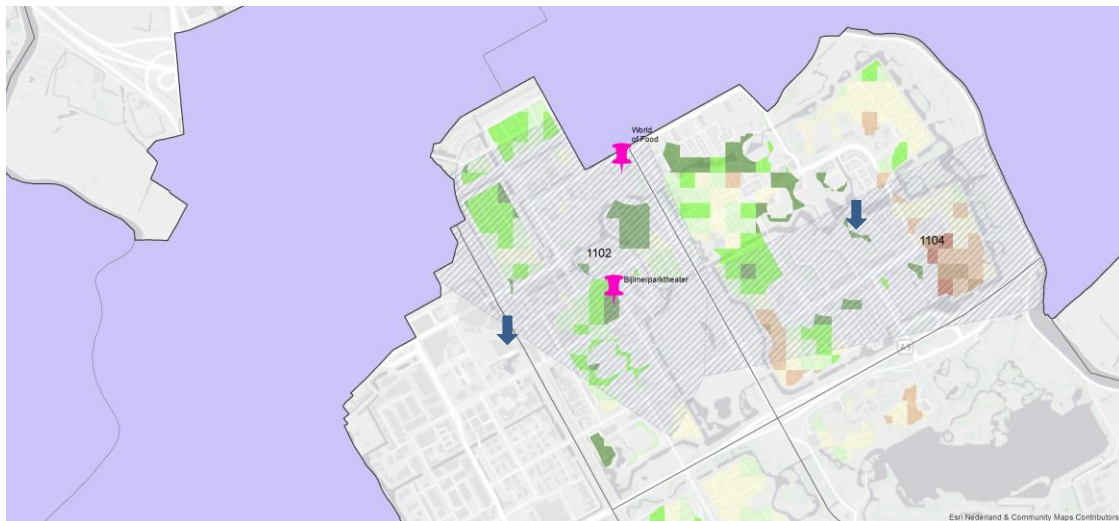 World
of Food
1102
1104
Bijlmerparktheater
A9
Esri Nederland & Community Maps Contributors